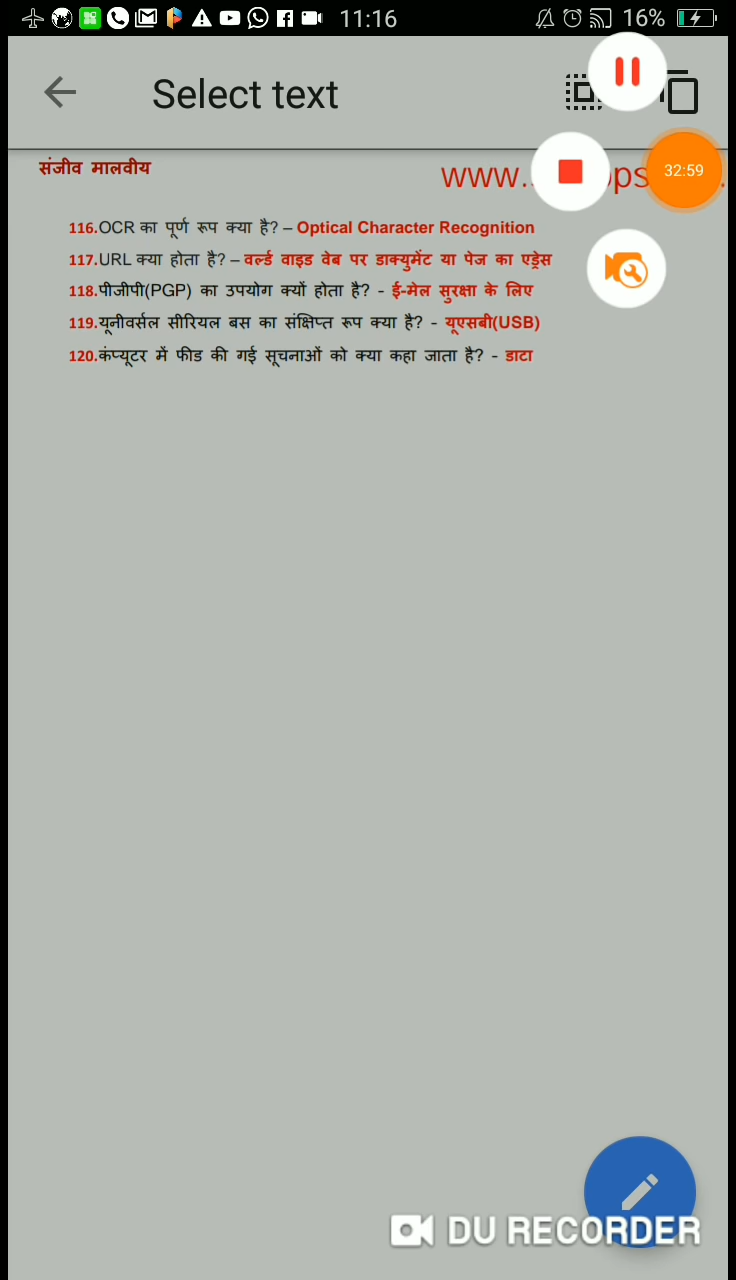 11:16
16%
Select text
32:59
संजीव मालवीय
www.
116.OCR का पूर्ण रूप क्या है? – Optical Character Recognition
117.URL क्या होता है? – वर्ल्ड वाइड वेब पर डाक्युमेंट या पेज का एड्रेस
118.पीजीपी(PGP) का उपयोग क्यों होता है? - ई-मेल सुरक्षा के लिए
119.यूनीवर्सल सीरियल बस का संक्षिप्त रूप क्या है? - यूएसबी(USB)
120.कंप्यूटर में फीड की गई सूचनाओं को क्या कहा जाता है? - डाटा
DU RECORDER